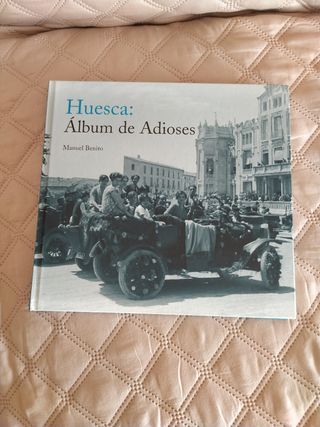 Huesca:
Álbum de Adioses
Manuel Benito